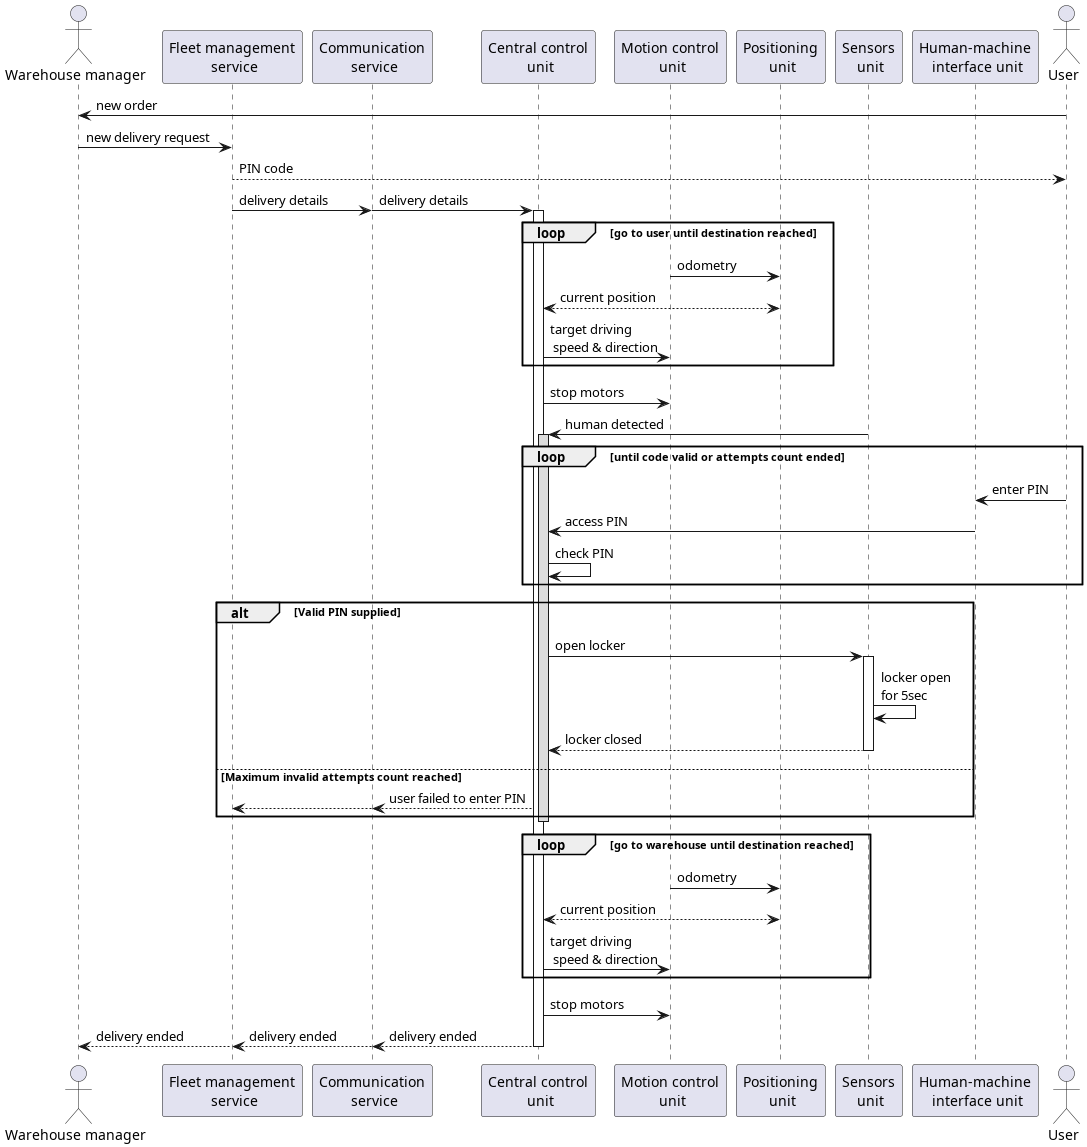 Warehouse manager
Fleet management
service
Communication
service
Central control
unit
Motion control
unit
Positioning
unit
Sensors
unit
Human-machine
interface unit
User
new order
new delivery request
PIN code
delivery details
delivery details
loop
[go to user until destination reached]
odometry
current position
target driving
speed & direction
stop motors
human detected
loop
[until code valid or attempts count ended]
enter PIN
access PIN
check PIN
alt
[Valid PIN supplied]
open locker
locker open
for 5sec
locker closed
[Maximum invalid attempts count reached]
user failed to enter PIN
loop
[go to warehouse until destination reached]
odometry
current position
target driving
speed & direction
stop motors
delivery ended
delivery ended
delivery ended
Warehouse manager
Fleet management
service
Communication
service
Central control
unit
Motion control
unit
Positioning
unit
Sensors
unit
Human-machine
interface unit
User